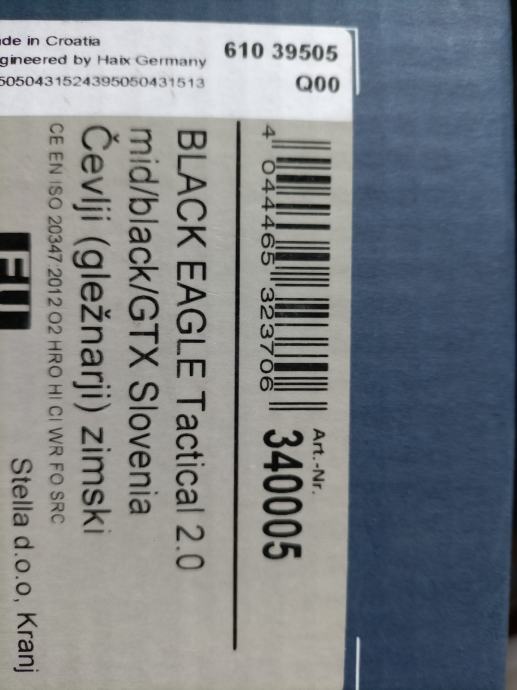 de in Croatia
gineered by Haix Germany
5050431524395050431513
610 39505
Q00
4 044465 323706
Art.-Nr.
340005
BLACK EAGLE Tactical 2.0
mid/black/GTX Slovenia
Čevlji (gležnarji) zimski
CE EN ISO 20347:2012 O2 HRO HI CI WR FO SRC
EU
Stella d.o.o, Kranj